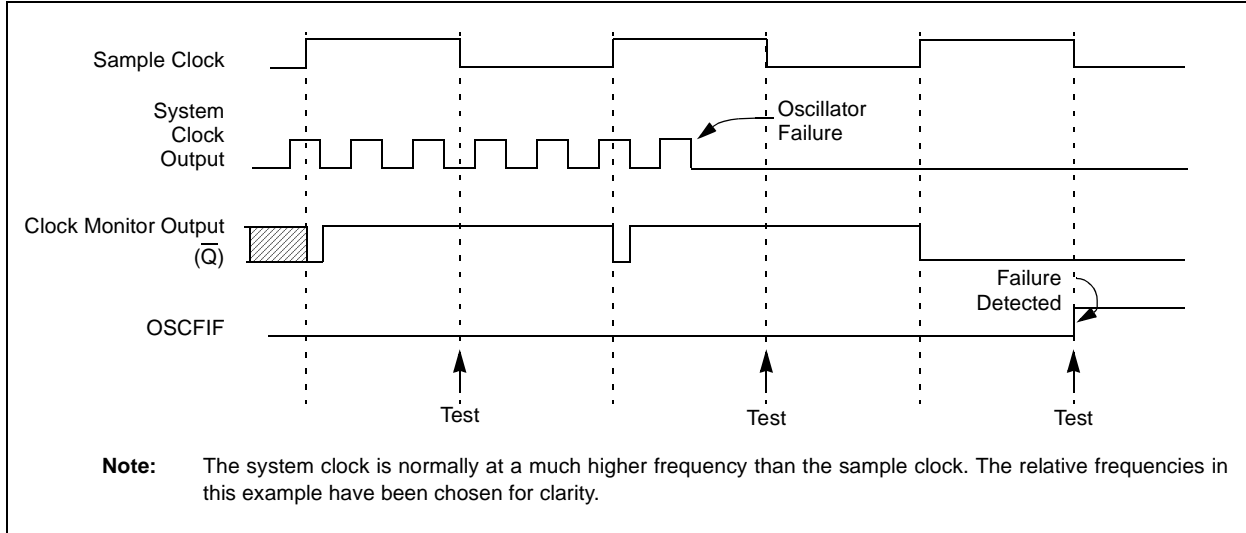 Sample Clock
System
Clock
Output
Oscillator
Failure
Clock Monitor Output
(Q̅)
Failure
Detected
OSCFIF
Test
Test
Test
Note: The system clock is normally at a much higher frequency than the sample clock. The relative frequencies in
this example have been chosen for clarity.